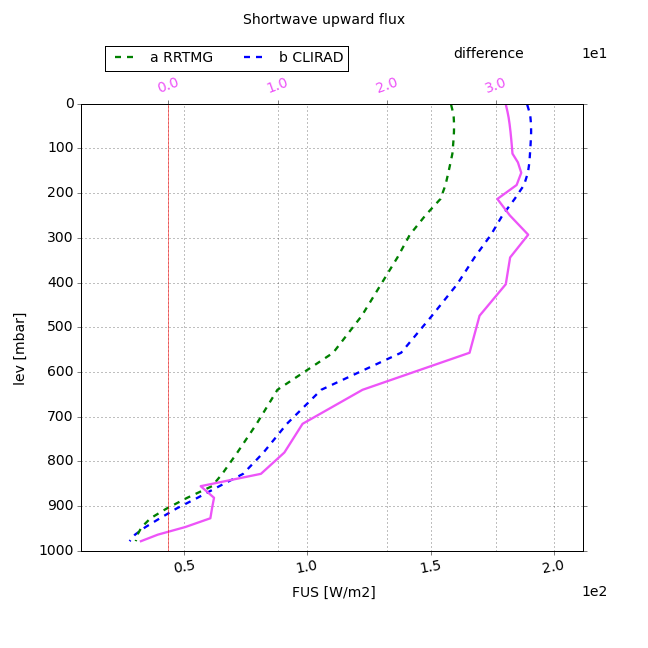 Shortwave upward flux
a RRTMG b CLIRAD difference 1e1
0.0 1.0 2.0 3.0
0
100
200
300
400
500
600
700
800
900
1000
lev [mbar]
0.5 1.0 1.5 2.0
FUS [W/m2] 1e2